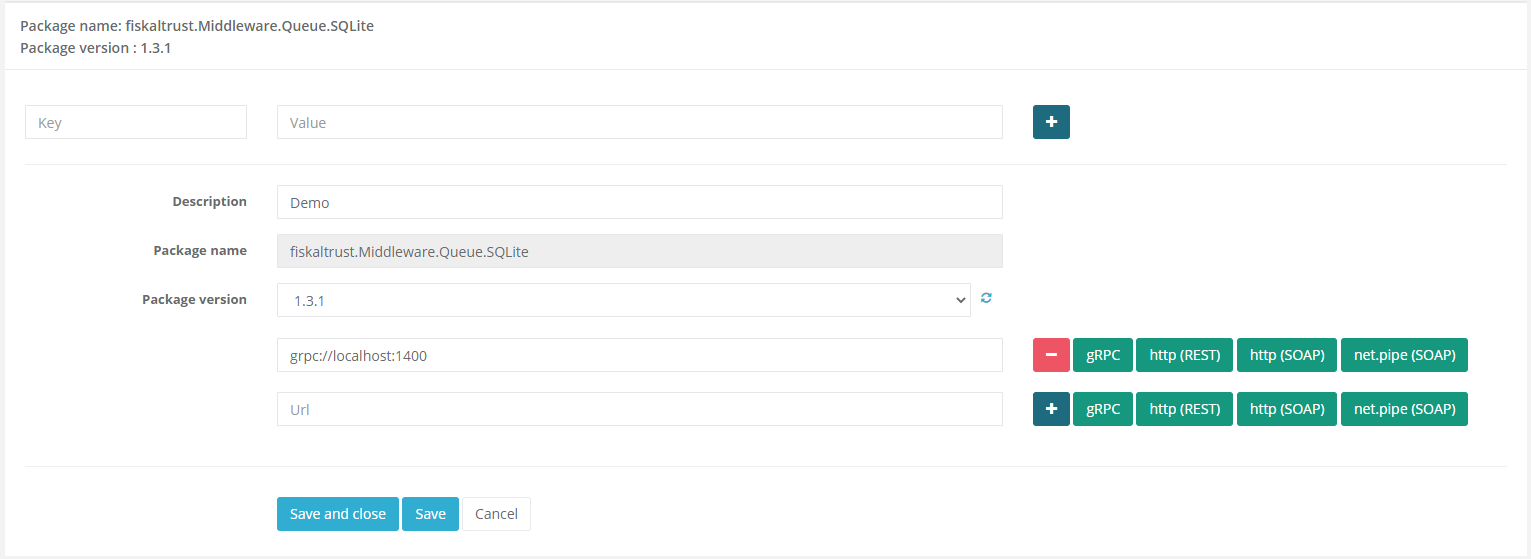 Package name: fiskaltrust.Middleware.Queue.SQLite
Package version : 1.3.1
Key Value
Description Demo
Package name fiskaltrust.Middleware.Queue.SQLite
Package version 1.3.1
grpc://localhost:1400 gRPC http (REST) http (SOAP) net.pipe (SOAP)
Url gRPC http (REST) http (SOAP) net.pipe (SOAP)
Save and close Save Cancel